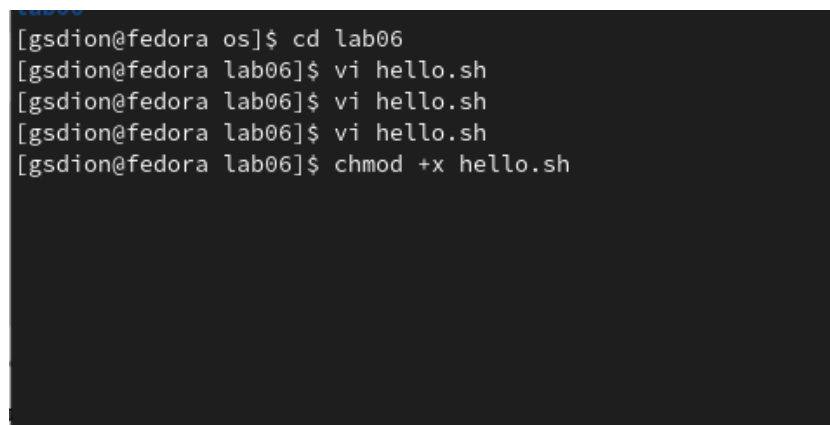 [gsdion@fedora os]$ cd lab06
[gsdion@fedora lab06]$ vi hello.sh
[gsdion@fedora lab06]$ vi hello.sh
[gsdion@fedora lab06]$ vi hello.sh
[gsdion@fedora lab06]$ chmod +x hello.sh